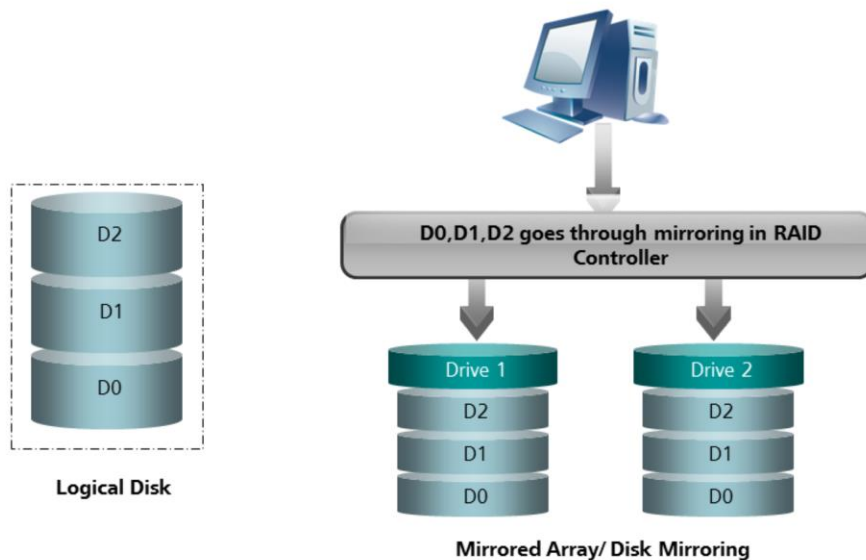 D2
D1
D0
Logical Disk
D0,D1,D2 goes through mirroring in RAID
Controller
Drive 1
D2
D1
D0
Drive 2
D2
D1
D0
Mirrored Array/ Disk Mirroring